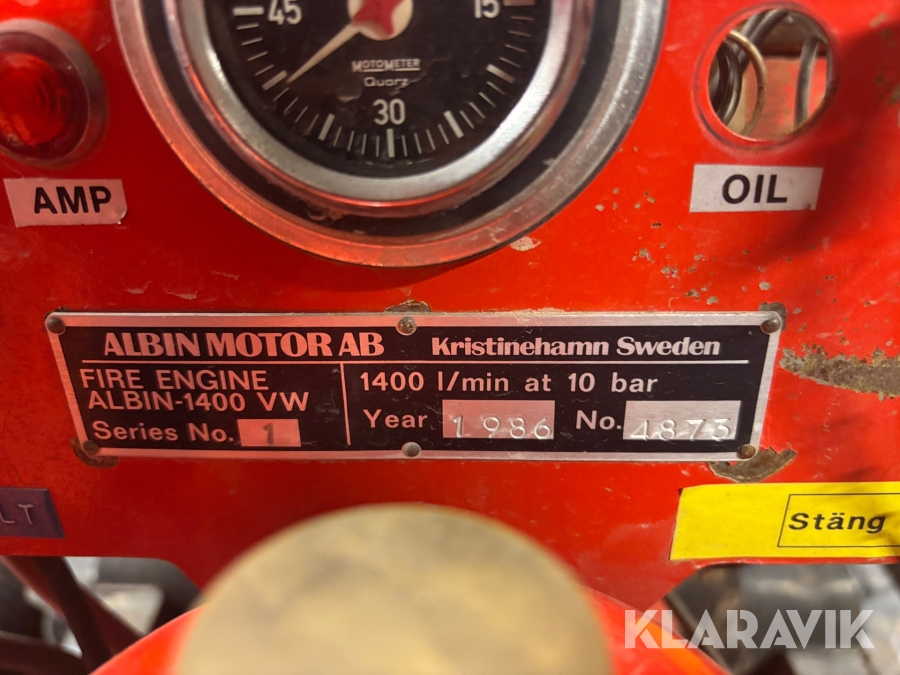 45
15
MOTOMETER
Quarz
30
AMP
OIL
ALBIN MOTOR AB Kristinehamn Sweden
FIRE ENGINE
ALBIN-1400 VW
Series No. 1
1400 l/min at 10 bar
Year 1986 No. 4873
LT
Stäng
KLARAVIK